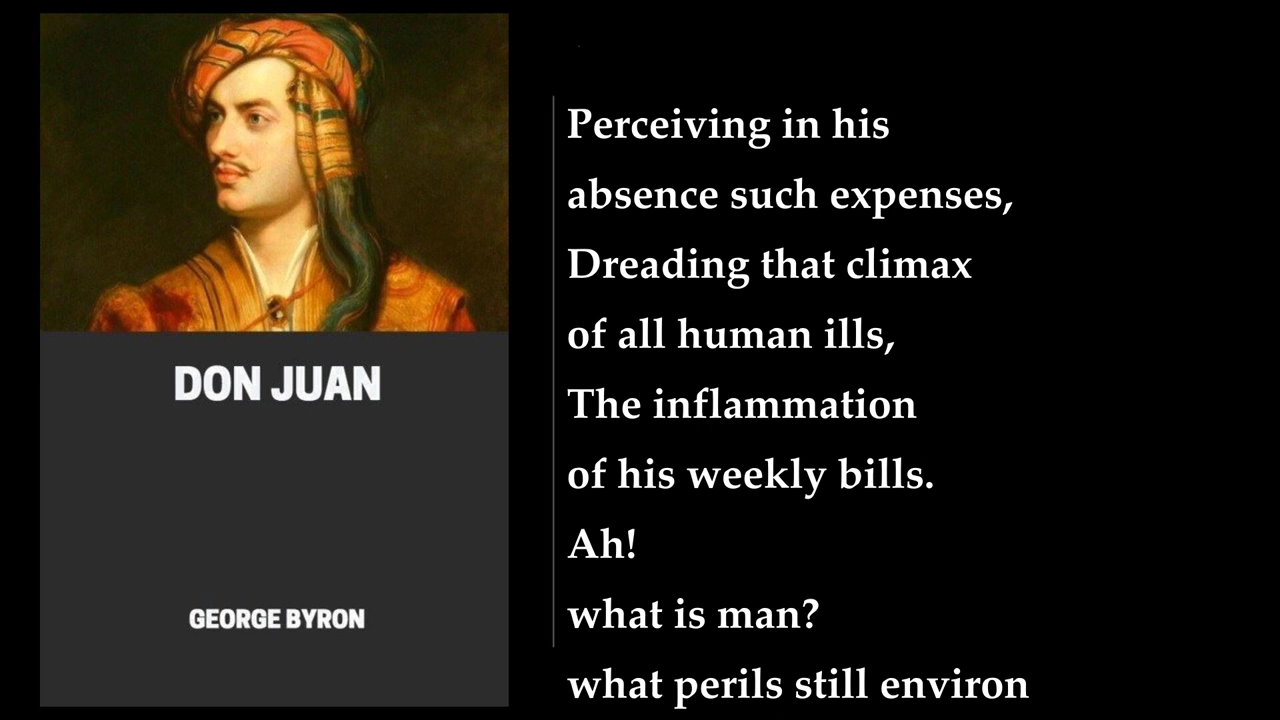 DON JUAN
GEORGE BYRON
Perceiving in his
absence such expenses,
Dreading that climax
of all human ills,
The inflammation
of his weekly bills.
Ah!
what is man?
what perils still environ